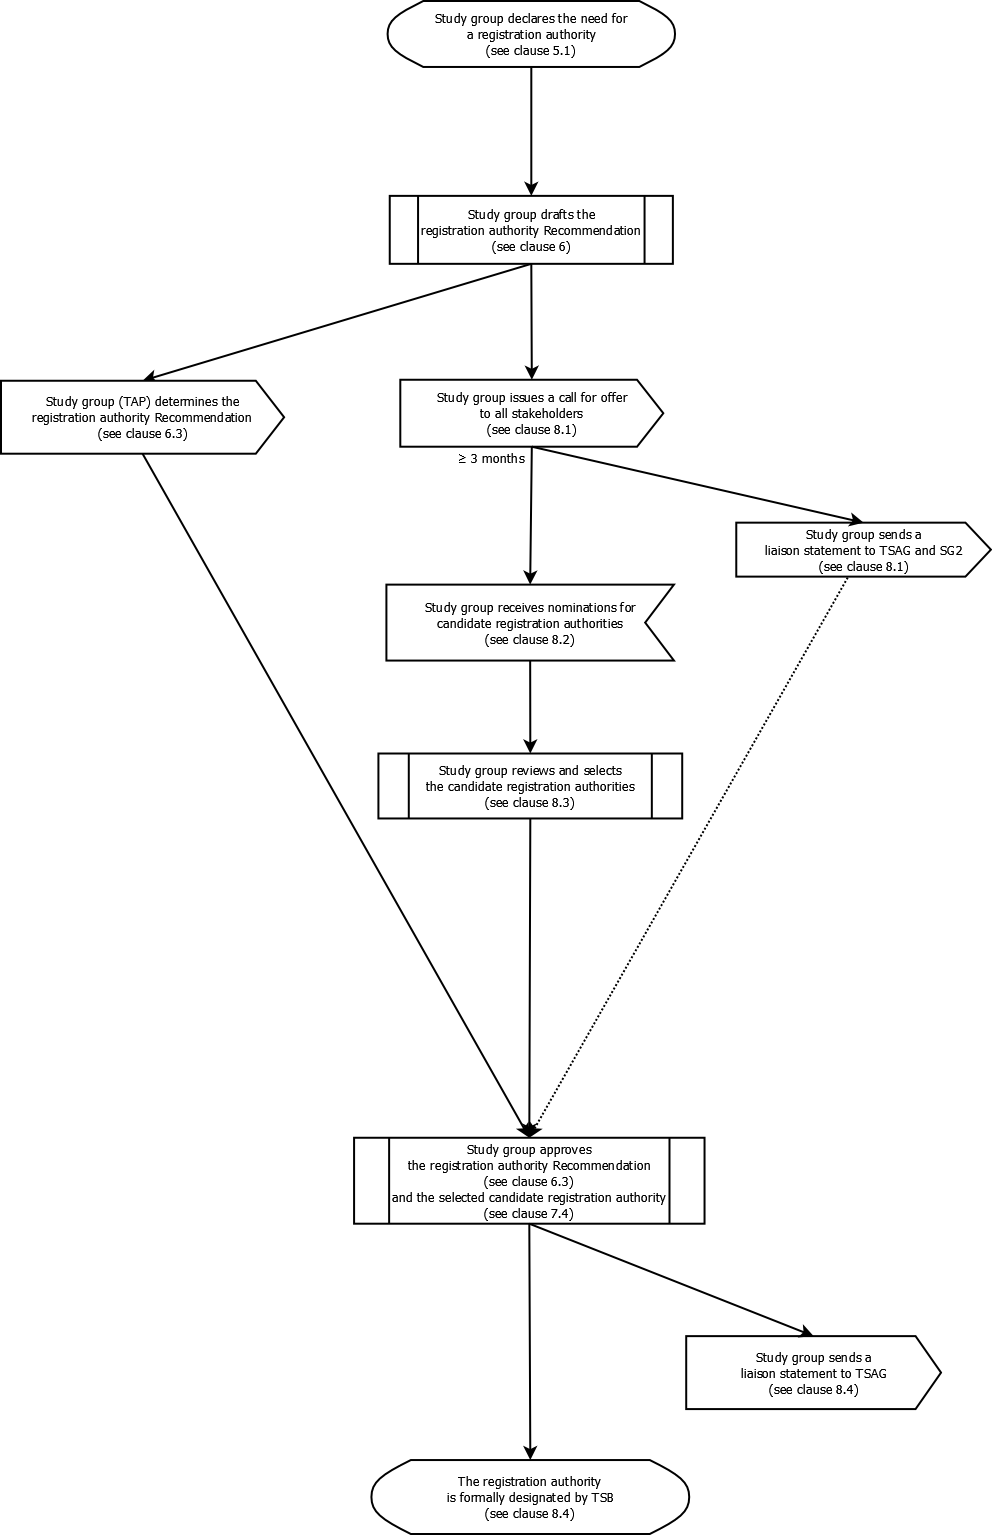 Study group declares the need for
a registration authority
(see clause 5.1)
Study group drafts the
registration authority Recommendation
(see clause 6)
Study group (TAP) determines the
registration authority Recommendation
(see clause 6.3)
Study group issues a call for offer
to all stakeholders
(see clause 8.1)
≥ 3 months
Study group sends a
liaison statement to TSAG and SG2
(see clause 8.1)
Study group receives nominations for
candidate registration authorities
(see clause 8.2)
Study group reviews and selects
the candidate registration authorities
(see clause 8.3)
Study group approves
the registration authority Recommendation
(see clause 6.3)
and the selected candidate registration authority
(see clause 7.4)
Study group sends a
liaison statement to TSAG
(see clause 8.4)
The registration authority
is formally designated by TSB
(see clause 8.4)